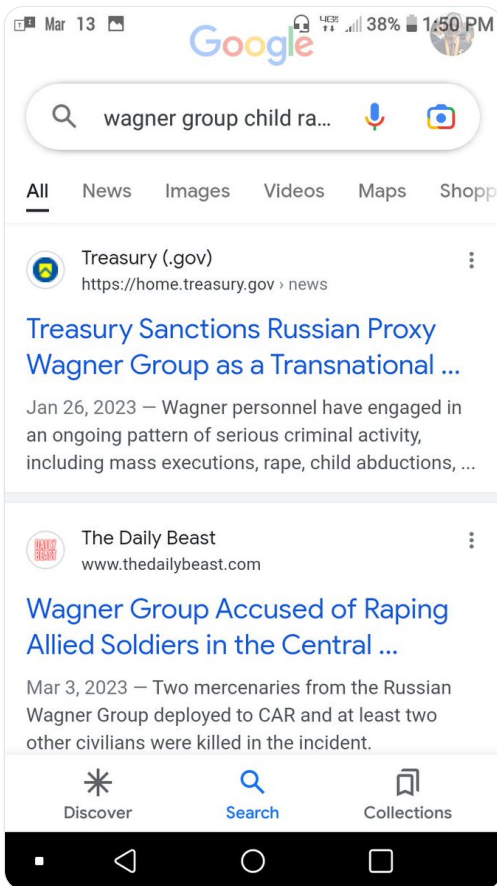 Mar 13 4GE 38% 1:50 PM
Google
wagner group child ra...
All News Images Videos Maps Shopp
Treasury (.gov)
https://home.treasury.gov › news
Treasury Sanctions Russian Proxy
Wagner Group as a Transnational ...
Jan 26, 2023 — Wagner personnel have engaged in
an ongoing pattern of serious criminal activity,
including mass executions, rape, child abductions, ...
DAILY
BEAST
The Daily Beast
www.thedailybeast.com
Wagner Group Accused of Raping
Allied Soldiers in the Central ...
Mar 3, 2023 — Two mercenaries from the Russian
Wagner Group deployed to CAR and at least two
other civilians were killed in the incident.
Discover Search Collections